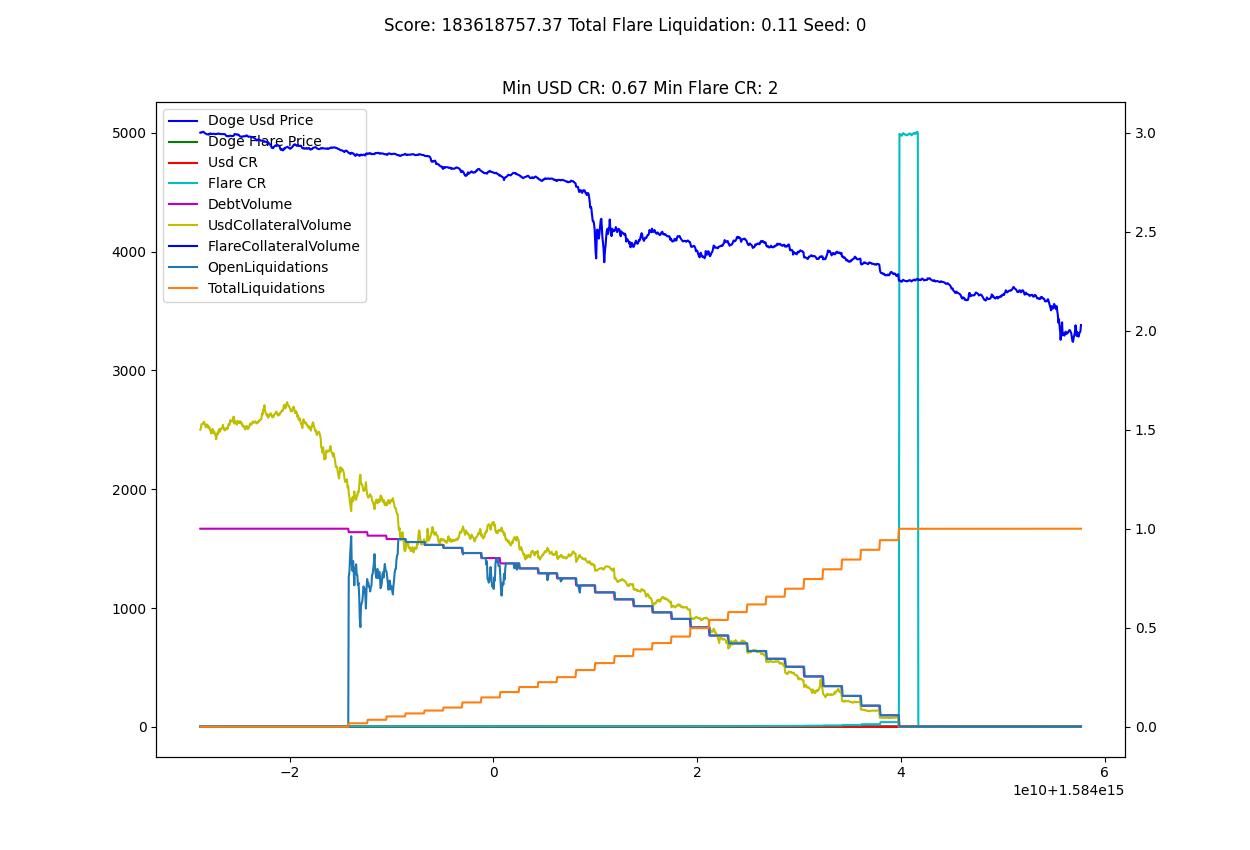 Score: 183618757.37 Total Flare Liquidation: 0.11 Seed: 0
Min USD CR: 0.67 Min Flare CR: 2
Doge Usd Price
Doge Flare Price
Usd CR
Flare CR
DebtVolume
UsdCollateralVolume
FlareCollateralVolume
OpenLiquidations
TotalLiquidations
5000
4000
3000
2000
1000
0
3.0
2.5
2.0
1.5
1.0
0.5
0.0
−2
0
2
4
6
1e10+1.584e15